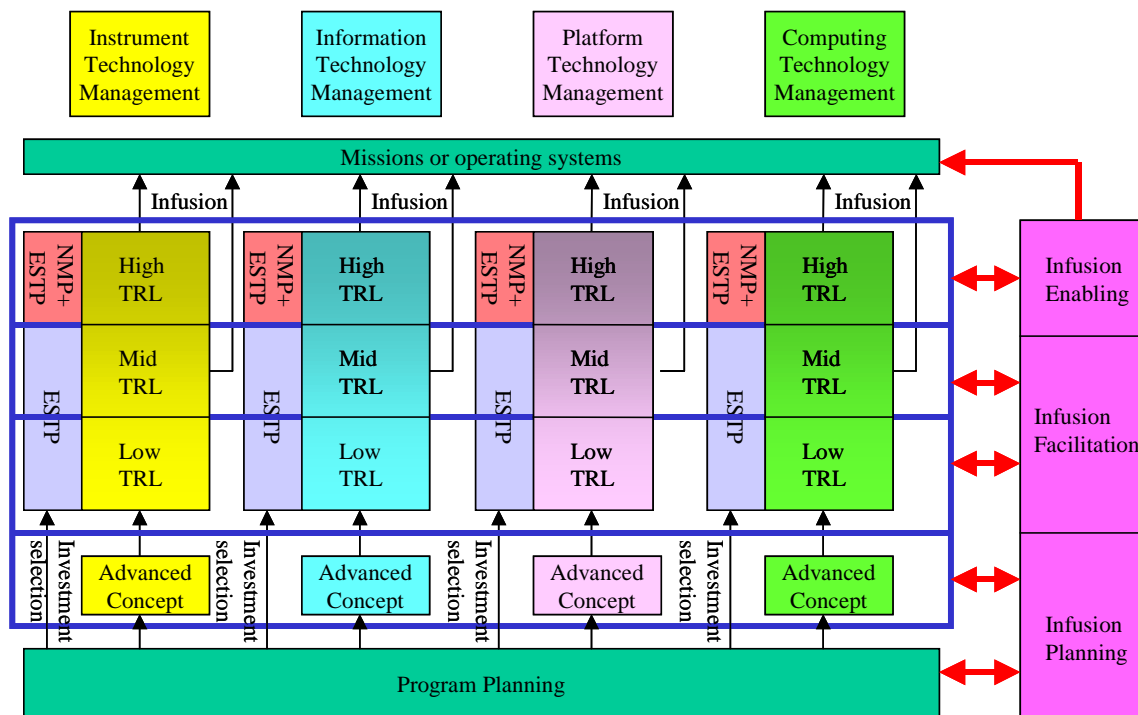 Instrument
Technology
Management
Information
Technology
Management
Platform
Technology
Management
Computing
Technology
Management
Missions or operating systems
Infusion
Infusion
Infusion
Infusion
NMP+
ESTP
High
TRL
NMP+
ESTP
High
TRL
NMP+
ESTP
High
TRL
NMP+
ESTP
High
TRL
Infusion
Enabling
ESTP
Mid
TRL
ESTP
Mid
TRL
ESTP
Mid
TRL
ESTP
Mid
TRL
Infusion
Facilitation
Low
TRL
Low
TRL
Low
TRL
Low
TRL
Investment
selection
Advanced
Concept
Investment
selection
Advanced
Concept
Investment
selection
Advanced
Concept
Investment
selection
Advanced
Concept
Infusion
Planning
Program Planning